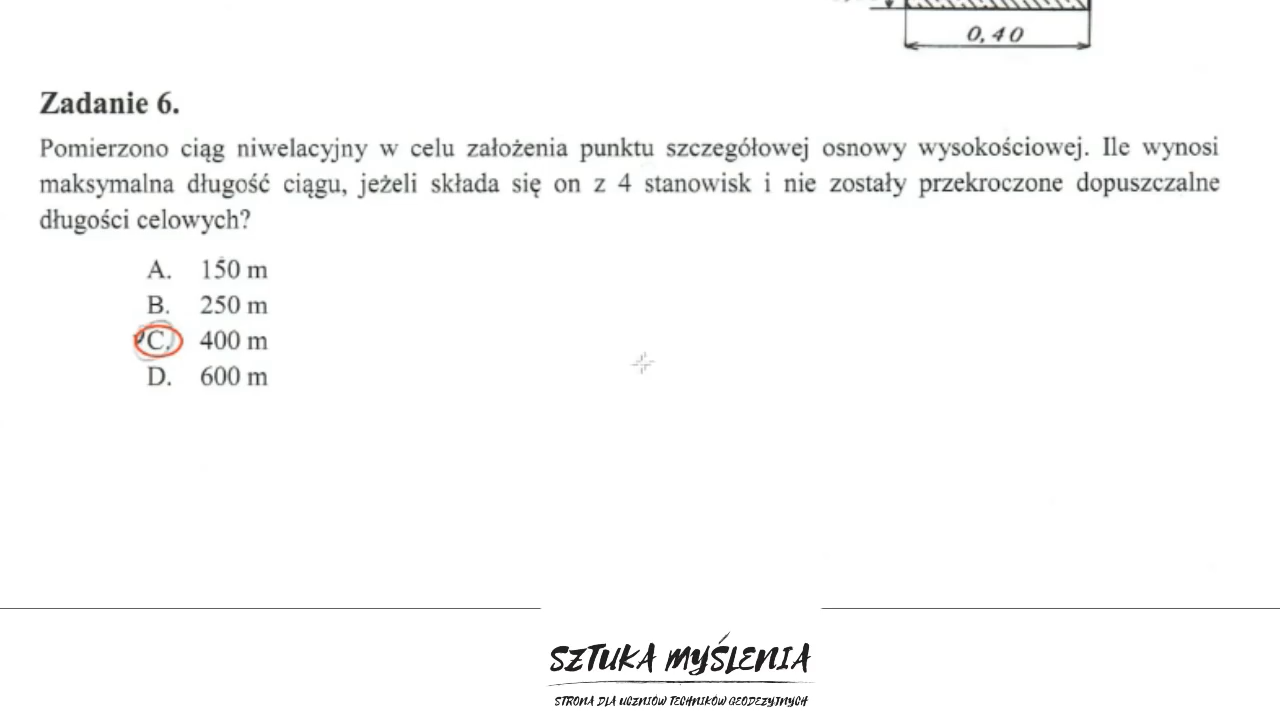 0,40
Zadanie 6.
Pomierzono ciąg niwelacyjny w celu założenia punktu szczegółowej osnowy wysokościowej. Ile wynosi
maksymalna długość ciągu, jeżeli składa się on z 4 stanowisk i nie zostały przekroczone dopuszczalne
długości celowych?
A. 150 m
B. 250 m
C. 400 m
D. 600 m
SZTUKA MYŚLENIA
STRONA DLA UCZNIÓW TECHNIKÓW GEODEZYJNYCH